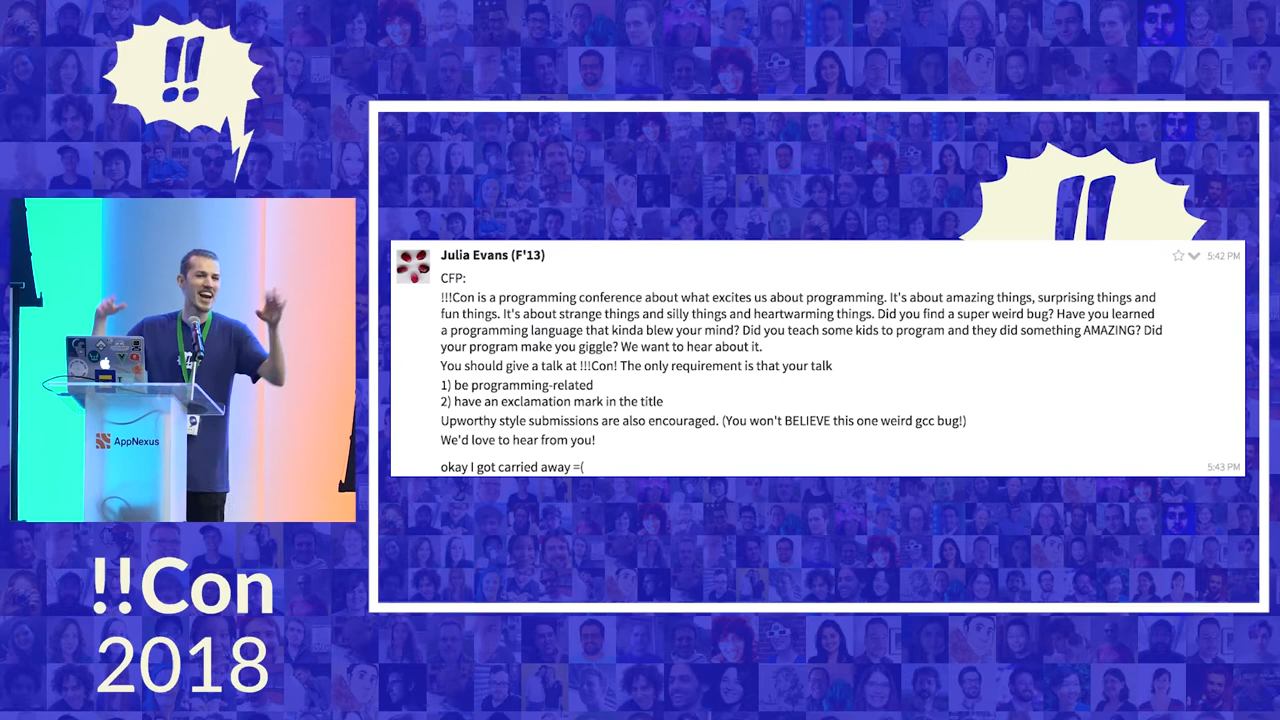 !!
!!
Julia Evans (F'13)
5:42 PM
CFP:
!!!Con is a programming conference about what excites us about programming. It's about amazing things, surprising things and
fun things. It's about strange things and silly things and heartwarming things. Did you find a super weird bug? Have you learned
a programming language that kinda blew your mind? Did you teach some kids to program and they did something AMAZING? Did
your program make you giggle? We want to hear about it.
You should give a talk at !!!Con! The only requirement is that your talk
1) be programming-related
2) have an exclamation mark in the title
Upworthy style submissions are also encouraged. (You won't BELIEVE this one weird gcc bug!)
We'd love to hear from you!
okay I got carried away =(
5:43 PM
AppNexus
!!Con
2018